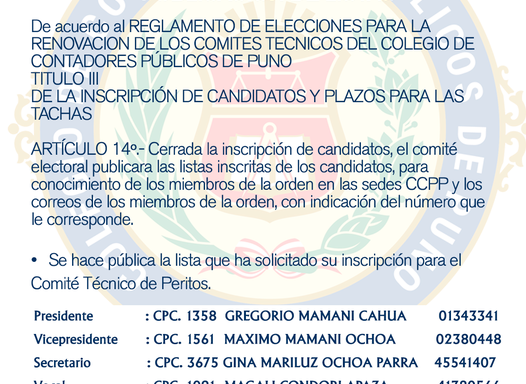 De acuerdo al REGLAMENTO DE ELECCIONES PARA LA
RENOVACION DE LOS COMITES TECNICOS DEL COLEGIO DE
CONTADORES PÚBLICOS DE PUNO
TITULO III
DE LA INSCRIPCIÓN DE CANDIDATOS Y PLAZOS PARA LAS
TACHAS
ARTÍCULO 14º.- Cerrada la inscripción de candidatos, el comité
electoral publicara las listas inscritas de los candidatos, para
conocimiento de los miembros de la orden en las sedes CCPP y los
correos de los miembros de la orden, con indicación del número que
le corresponde.
• Se hace pública la lista que ha solicitado su inscripción para el
Comité Técnico de Peritos.
Presidente : CPC. 1358 GREGORIO MAMANI CAHUA 01343341
Vicepresidente : CPC. 1561 MAXIMO MAMANI OCHOA 02380448
Secretario : CPC. 3675 GINA MARILUZ OCHOA PARRA 45541407